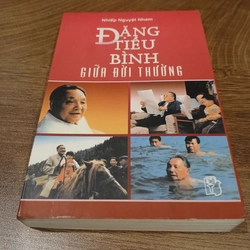 Nhiếp Nguyệt Nham
ĐẶNG
TIỂU
BÌNH
GIỮA ĐỜI THƯỜNG